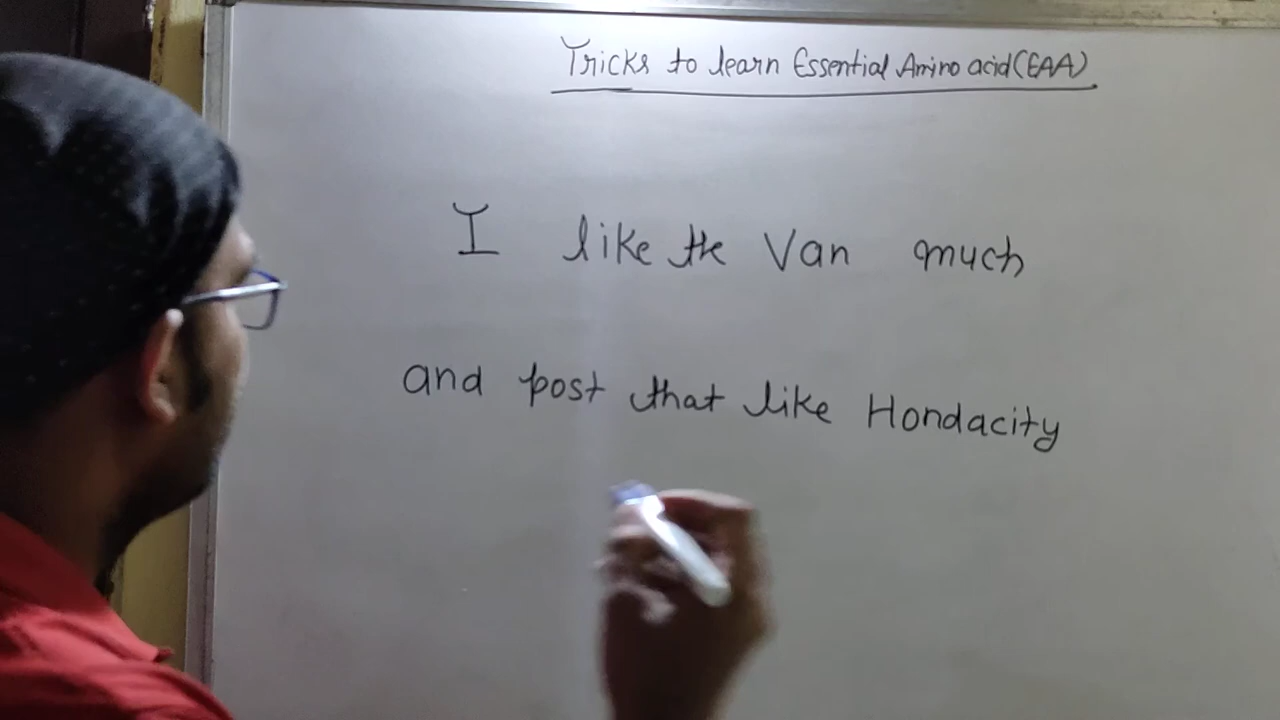 Tricks to learn Essential Amino acid (EAA)
I like the Van much
and post that like Hondacity